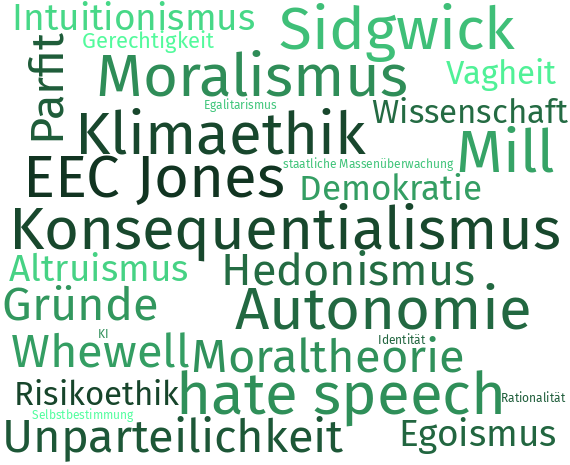 Intuitionismus
Sidgwick
Gerechtigkeit
Parfit
Moralismus
Vagheit
Egalitarismus
Wissenschaft
Klimaethik
Mill
EEC Jones
staatliche Massenüberwachung
Demokratie
Konsequentialismus
Altruismus
Hedonismus
Gründe
Autonomie
KI
Identität
Whewell
Moraltheorie
Risikoethik
hate speech
Rationalität
Selbstbestimmung
Unparteilichkeit
Egoismus